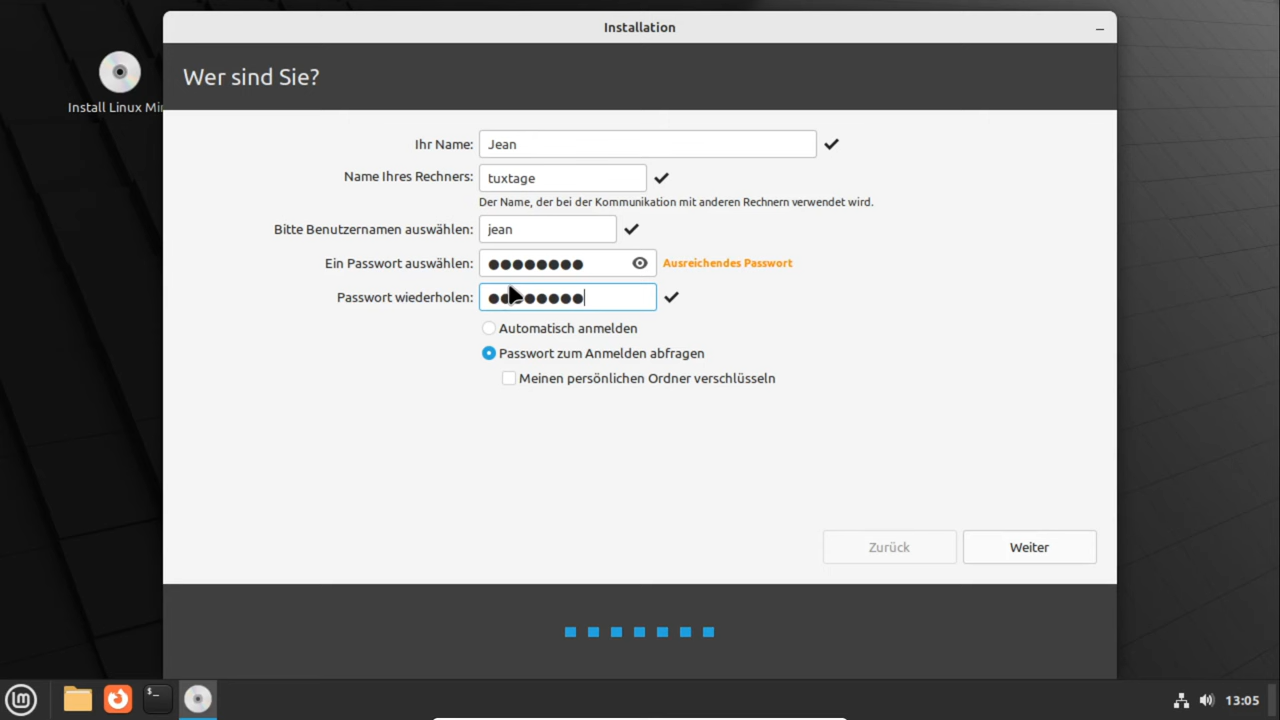 Installation
Wer sind Sie?
Install Linux Min
Ihr Name: Jean
Name Ihres Rechners: tuxtage
Der Name, der bei der Kommunikation mit anderen Rechnern verwendet wird.
Bitte Benutzernamen auswählen: jean
Ein Passwort auswählen: ●●●●●●●● Ausreichendes Passwort
Passwort wiederholen: ●●●●●●●●
Automatisch anmelden
Passwort zum Anmelden abfragen
Meinen persönlichen Ordner verschlüsseln
Zurück Weiter
13:05